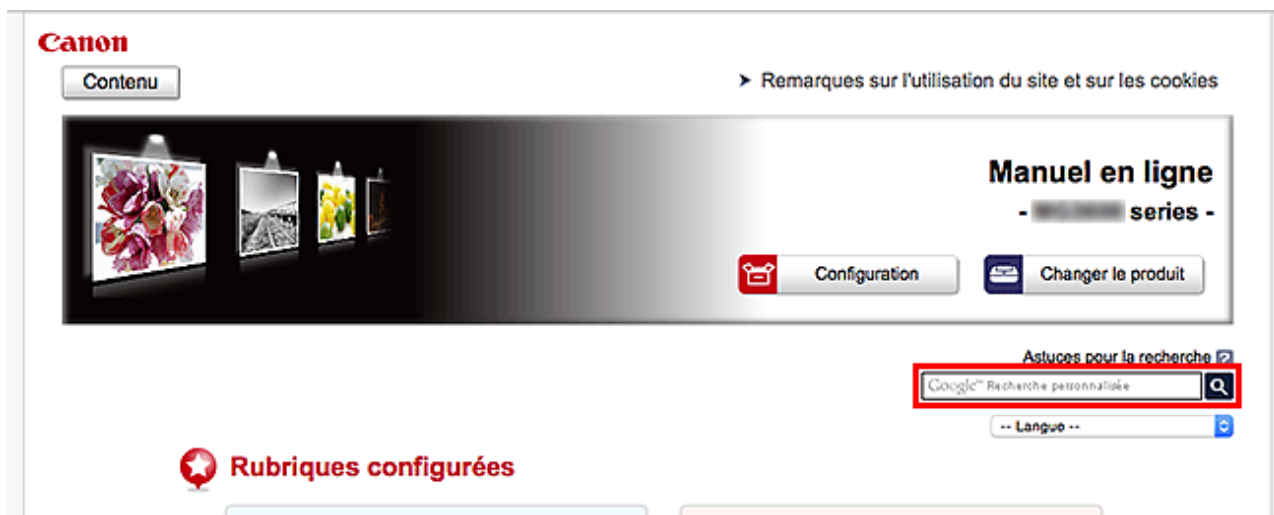 Canon
Contenu
Remarques sur l'utilisation du site et sur les cookies
Manuel en ligne
- series -
Configuration
Changer le produit
Astuces pour la recherche ?
Google™ Recherche personnalisée
-- Langue --
Rubriques configurées